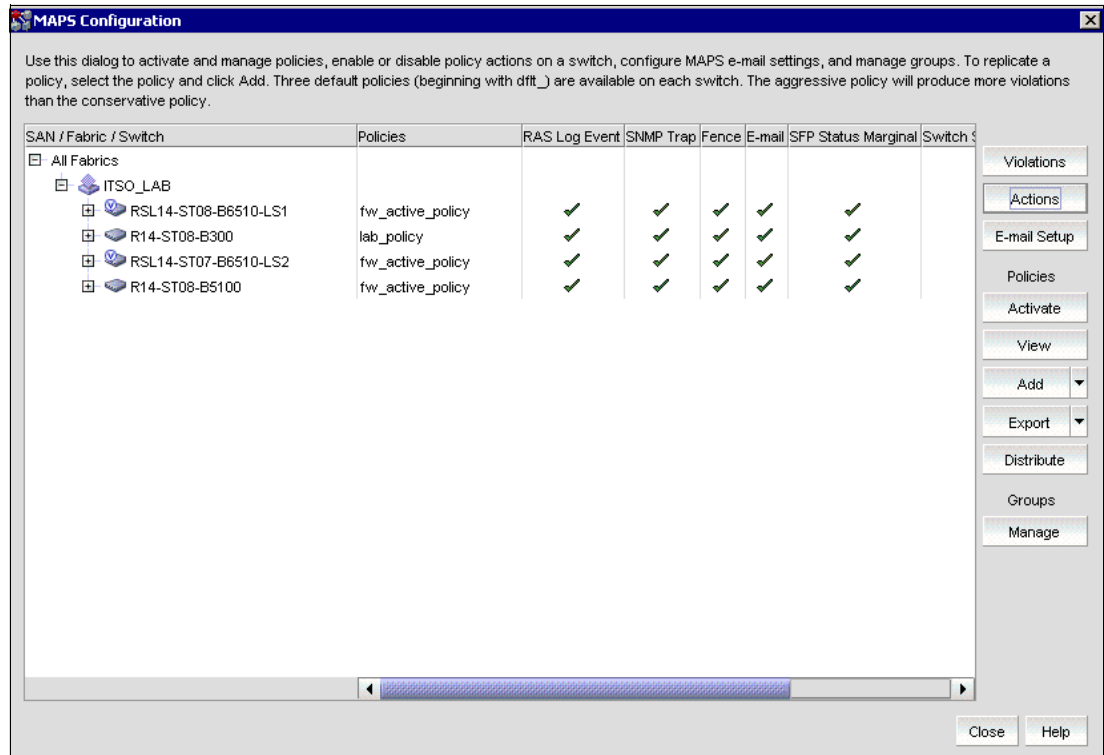 MAPS Configuration
Use this dialog to activate and manage policies, enable or disable policy actions on a switch, configure MAPS e-mail settings, and manage groups. To replicate a
policy, select the policy and click Add. Three default policies (beginning with dflt_) are available on each switch. The aggressive policy will produce more violations
than the conservative policy.
SAN / Fabric / Switch Policies RAS Log Event SNMP Trap Fence E-mail SFP Status Marginal Switch S
All Fabrics
ITSO_LAB
RSL14-ST08-B6510-LS1 fw_active_policy
R14-ST08-B300 lab_policy
RSL14-ST07-B6510-LS2 fw_active_policy
R14-ST08-B5100 fw_active_policy
Violations
Actions
E-mail Setup
Policies
Activate
View
Add
Export
Distribute
Groups
Manage
Close Help